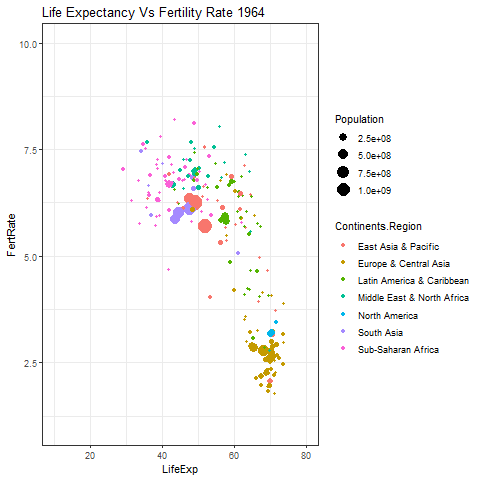 Life Expectancy Vs Fertility Rate 1964
10.0
7.5
5.0
2.5
FertRate
20
40
60
80
LifeExp
Population
2.5e+08
5.0e+08
7.5e+08
1.0e+09
Continents.Region
East Asia & Pacific
Europe & Central Asia
Latin America & Caribbean
Middle East & North Africa
North America
South Asia
Sub-Saharan Africa